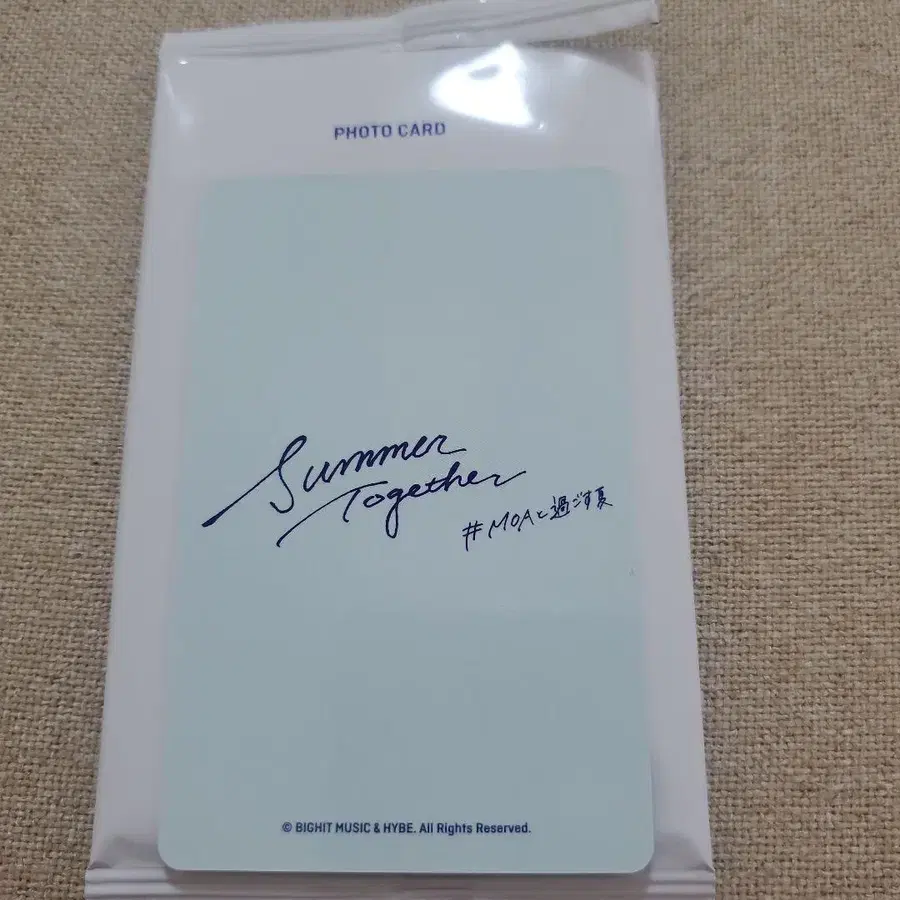 PHOTO CARD
Summer
Together
#MOAと過ごす夏
© BIGHIT MUSIC & HYBE. All Rights Reserved.